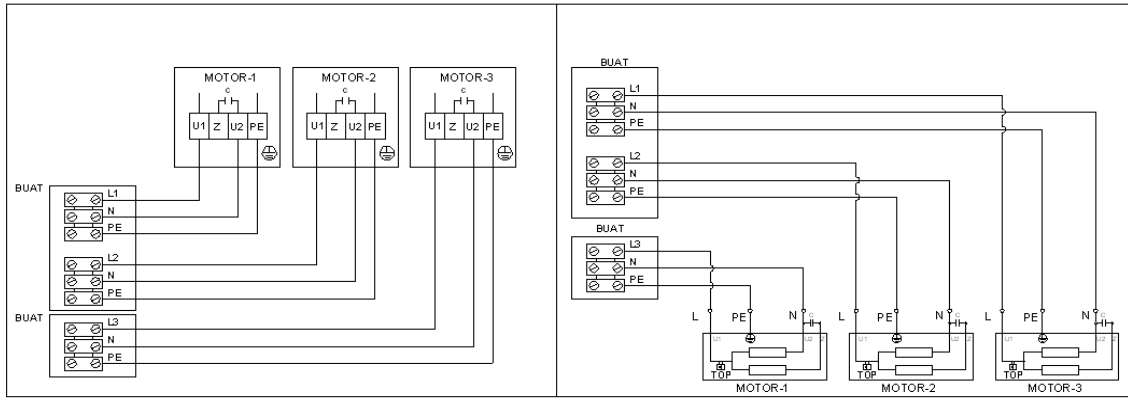 MOTOR-1
C
U1 Z U2 PE
MOTOR-2
C
U1 Z U2 PE
MOTOR-3
C
U1 Z U2 PE
BUAT
L1
N
PE
L2
N
PE
BUAT
L3
N
PE
BUAT
L1
N
PE
L2
N
PE
BUAT
L3
N
PE
L PE N C
U1 U2 Z
TOP
MOTOR-1
L PE N C
U1 U2 Z
TOP
MOTOR-2
L PE N C
U1 U2 Z
TOP
MOTOR-3